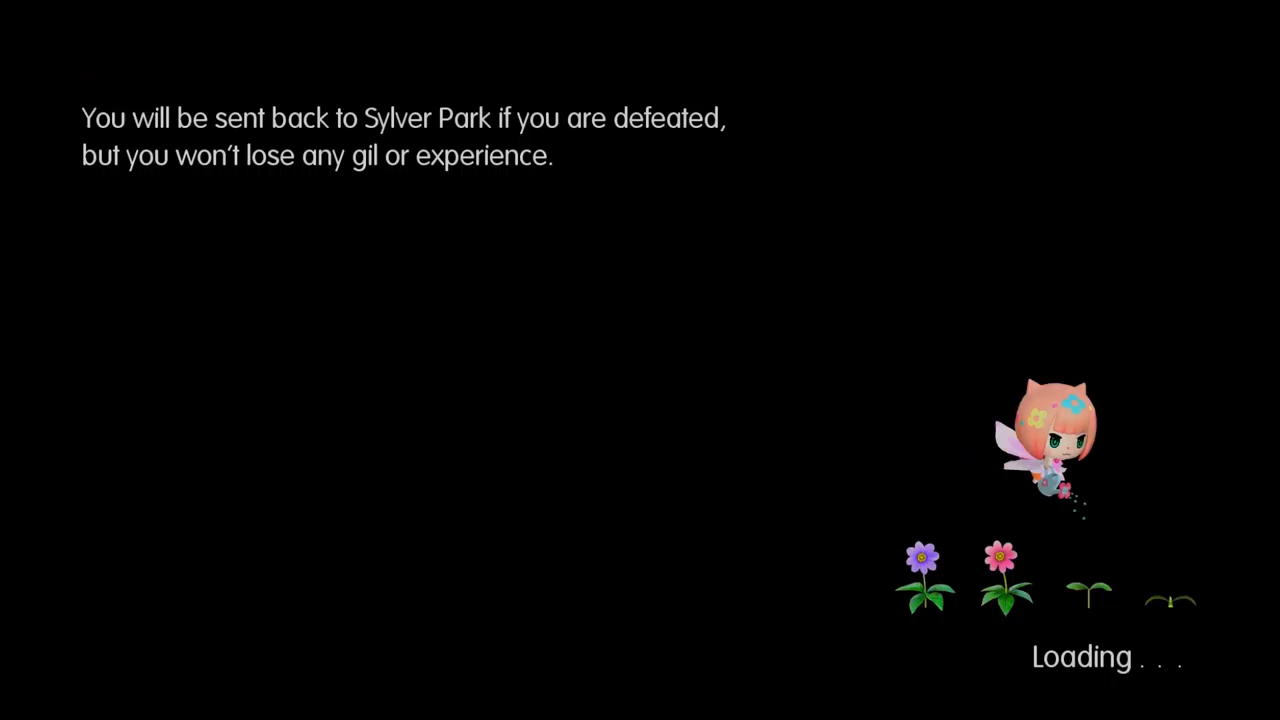 You will be sent back to Sylver Park if you are defeated,
but you won't lose any gil or experience.
Loading . . .